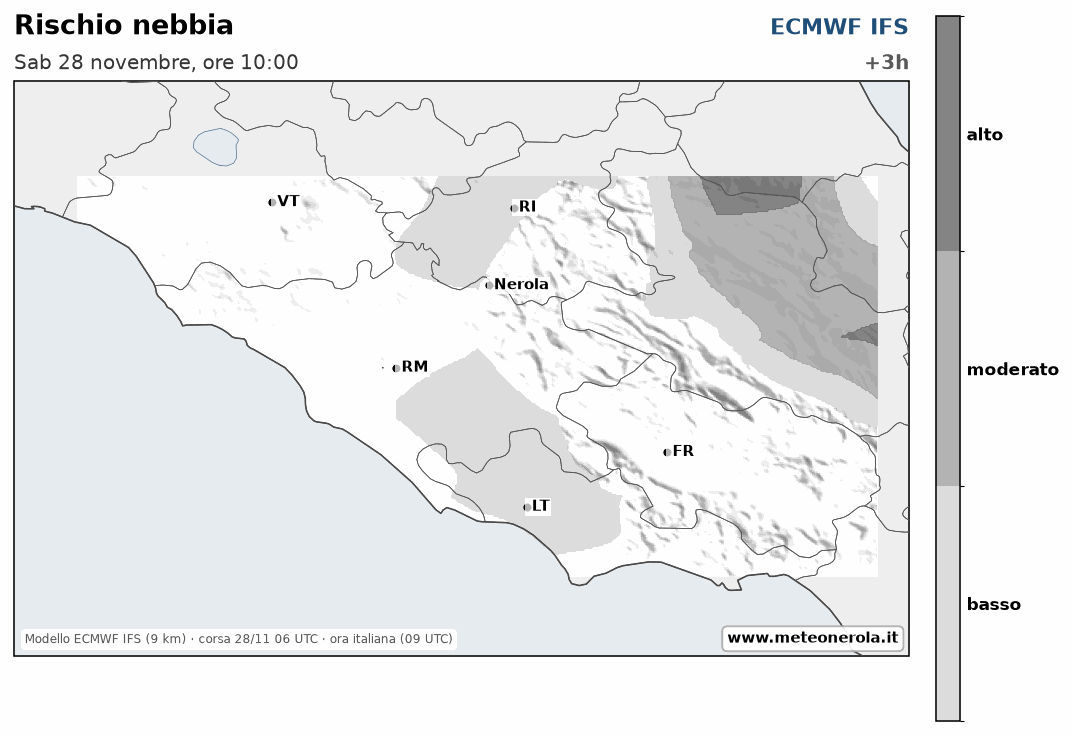 Rischio nebbia
ECMWF IFS
Sab 28 novembre, ore 10:00
+3h
alto
VT
RI
Nerola
moderato
RM
FR
LT
basso
Modello ECMWF IFS (9 km) · corsa 28/11 06 UTC · ora italiana (09 UTC)
www.meteonerola.it